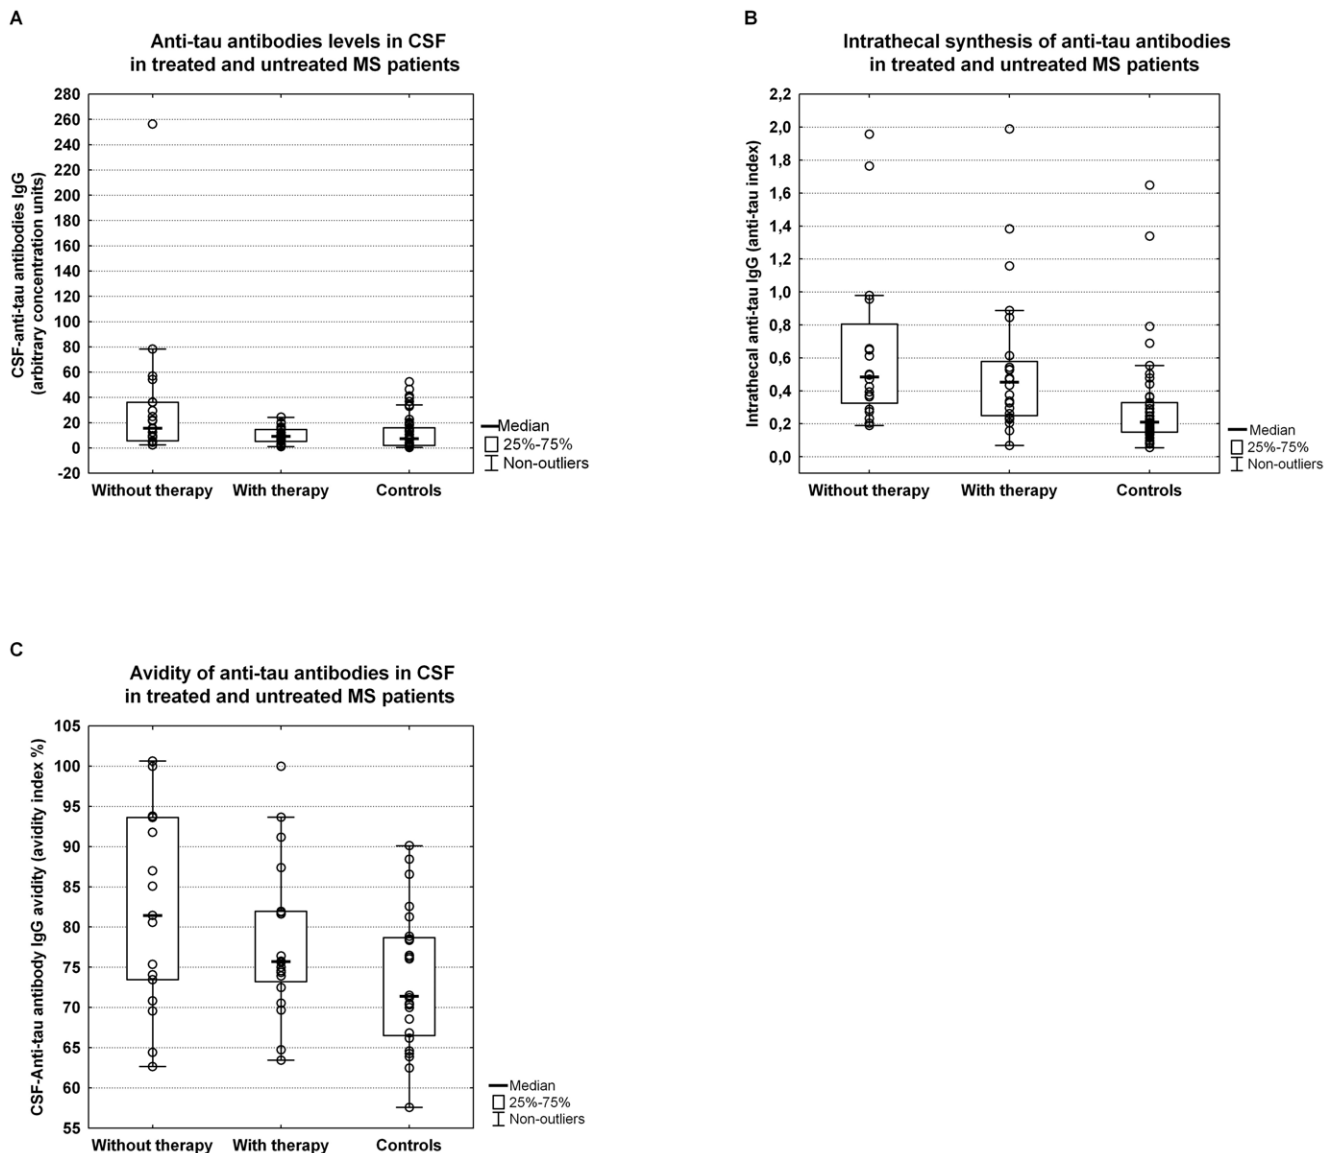 A
Anti-tau antibodies levels in CSF
in treated and untreated MS patients
CSF-anti-tau antibodies IgG
(arbitrary concentration units)
280
260
240
220
200
180
160
140
120
100
80
60
40
20
0
-20
Without therapy
With therapy
Controls
Median
25%-75%
Non-outliers
B
Intrathecal synthesis of anti-tau antibodies
in treated and untreated MS patients
Intrathecal anti-tau IgG (anti-tau index)
2,2
2,0
1,8
1,6
1,4
1,2
1,0
0,8
0,6
0,4
0,2
0,0
Without therapy
With therapy
Controls
Median
25%-75%
Non-outliers
C
Avidity of anti-tau antibodies in CSF
in treated and untreated MS patients
CSF-Anti-tau antibody IgG avidity (avidity index %)
105
100
95
90
85
80
75
70
65
60
55
Without therapy
With therapy
Controls
Median
25%-75%
Non-outliers